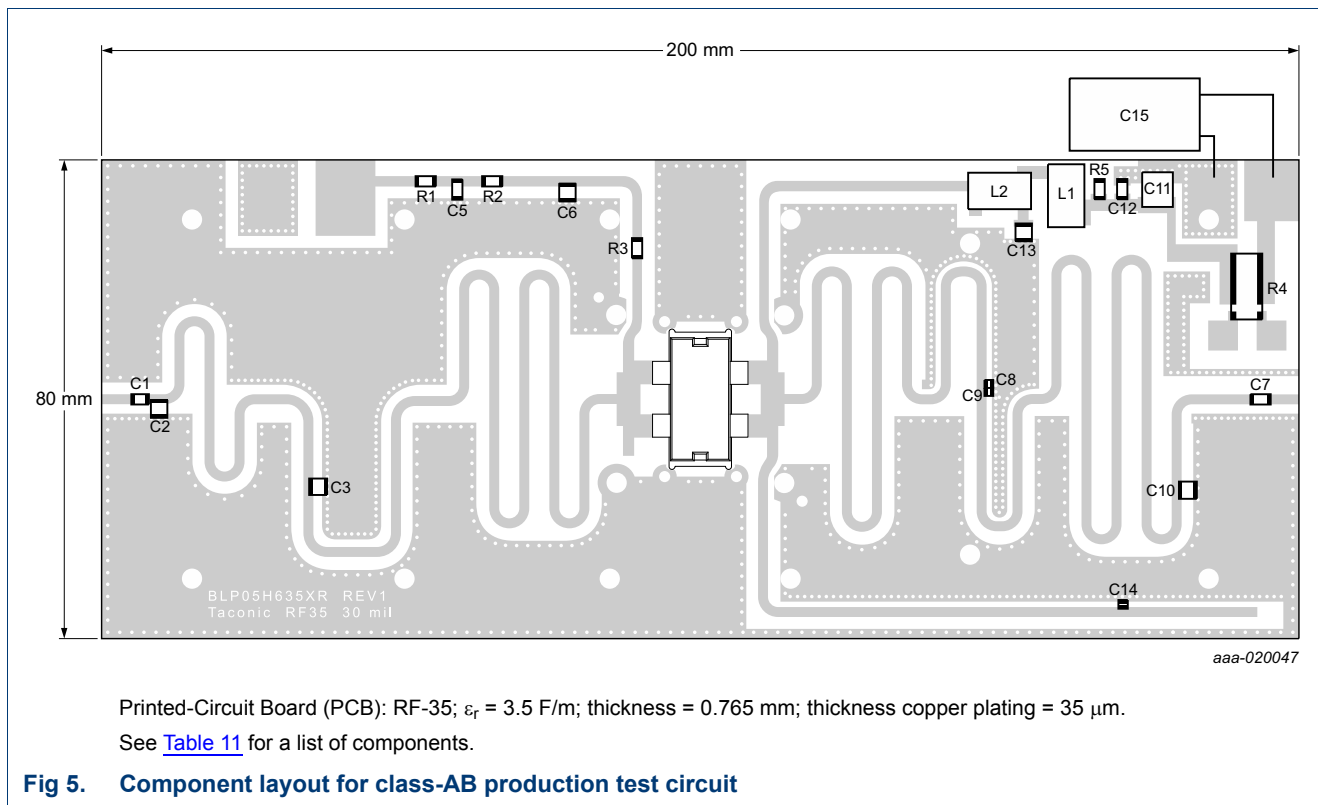 200 mm
C15
R1
C5
R2
C6
R3
L2
L1
R5
C12
C11
C13
R4
C1
80 mm
C2
C8
C9
C7
C3
C10
C14
BLP05H635XR REV1
Taconic RF35 30 mil
aaa-020047
Printed-Circuit Board (PCB): RF-35; εr = 3.5 F/m; thickness = 0.765 mm; thickness copper plating = 35 μm.
See Table 11 for a list of components.
Fig 5. Component layout for class-AB production test circuit